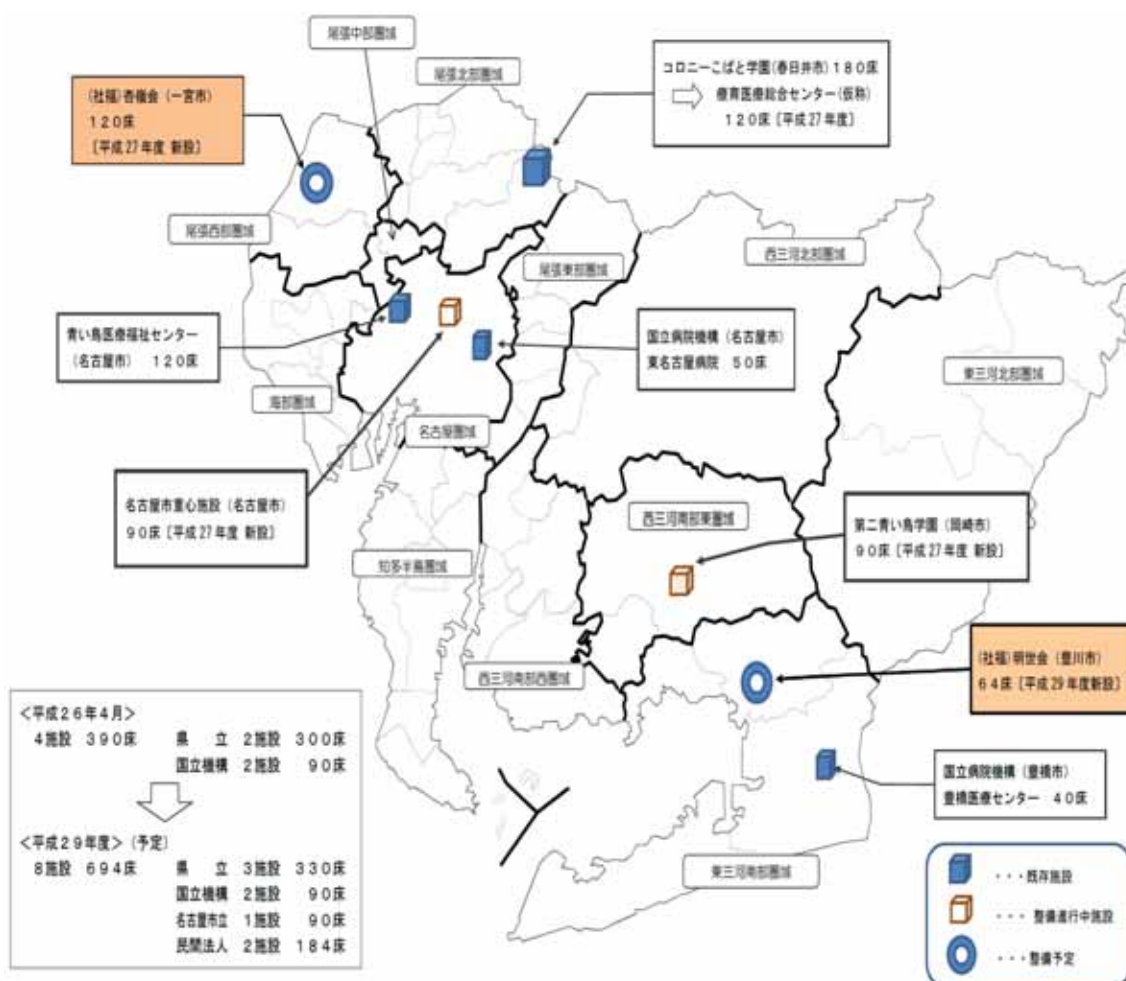 尾張中部圏域
尾張北部圏域
コロニーこばと学園(春日井市)180床
療育医療総合センター(仮称)
120床[平成27年度]
(社福)杏嶺会(一宮市)
120床
[平成27年度 新設]
尾張西部圏域
尾張東部圏域
西三河北部圏域
青い鳥医療福祉センター
(名古屋市) 120床
国立病院機構(名古屋市)
東名古屋病院 50床
東三河北部圏域
海部圏域
名古屋圏域
名古屋市重心施設(名古屋市)
90床[平成27年度 新設]
西三河南部東圏域
第二青い鳥学園(岡崎市)
90床[平成27年度 新設]
知多半島圏域
西三河南部西圏域
(社福)明世会(豊川市)
64床[平成29年度新設]
国立病院機構(豊橋市)
豊橋医療センター 40床
東三河南部圏域
<平成26年4月>
4施設 390床 県 立 2施設 300床
国立機構 2施設 90床
<平成29年度>(予定)
8施設 694床 県 立 3施設 330床
国立機構 2施設 90床
名古屋市立 1施設 90床
民間法人 2施設 184床
・・・既存施設
・・・整備進行中施設
・・・整備予定